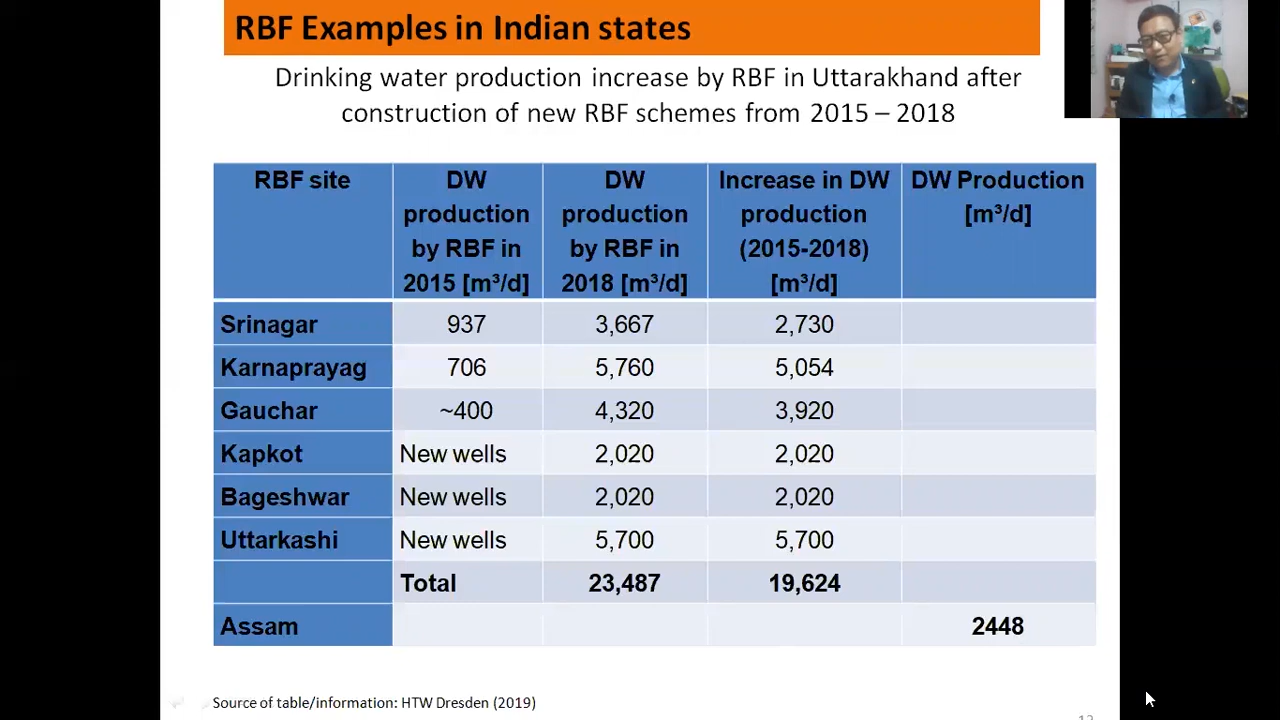 RBF Examples in Indian states
Drinking water production increase by RBF in Uttarakhand after
construction of new RBF schemes from 2015 – 2018
RBF site DW production by RBF in 2015 [m³/d] DW production by RBF in 2018 [m³/d] Increase in DW production (2015-2018) [m³/d] DW Production [m³/d]
Srinagar 937 3,667 2,730
Karnaprayag 706 5,760 5,054
Gauchar ~400 4,320 3,920
Kapkot New wells 2,020 2,020
Bageshwar New wells 2,020 2,020
Uttarkashi New wells 5,700 5,700
Total 23,487 19,624
Assam 2448
Source of table/information: HTW Dresden (2019)